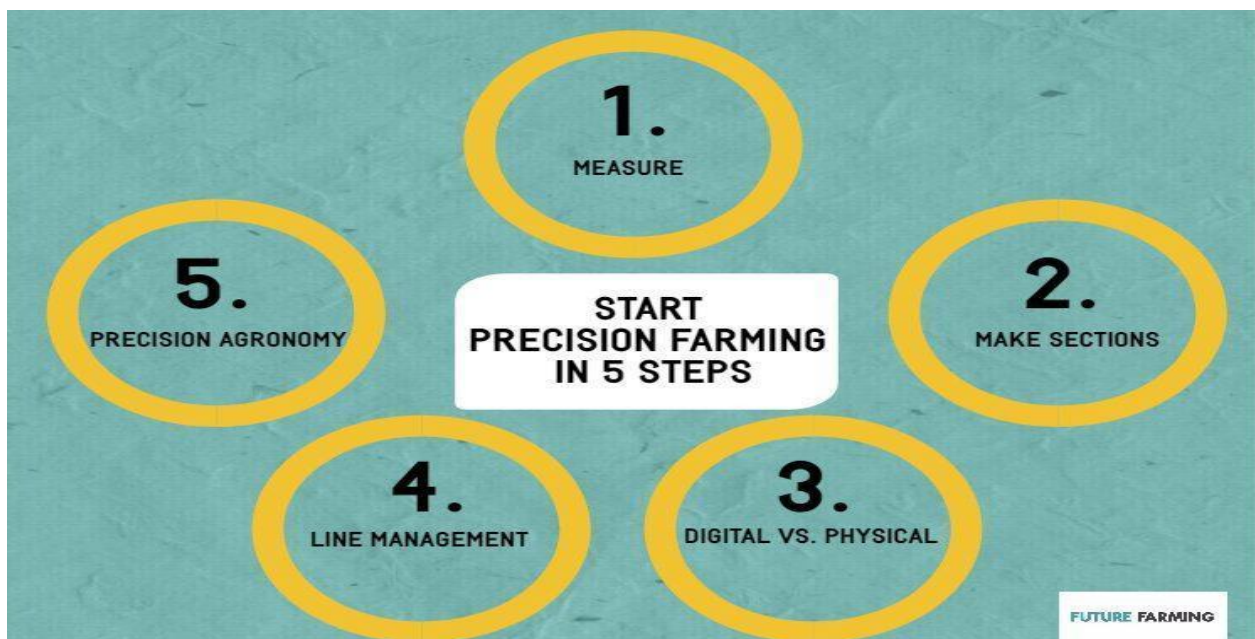 START
PRECISION FARMING
IN 5 STEPS
1.
MEASURE
2.
MAKE SECTIONS
3.
DIGITAL VS. PHYSICAL
4.
LINE MANAGEMENT
5.
PRECISION AGRONOMY
FUTURE FARMING